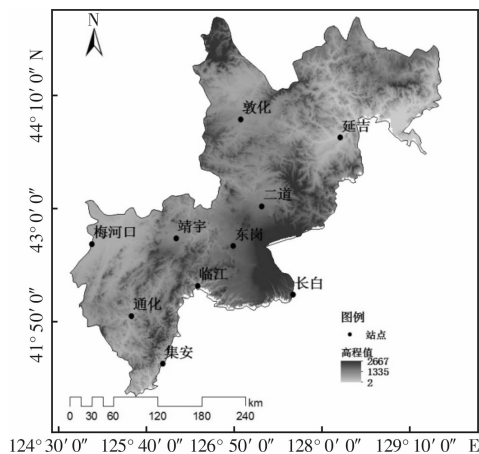 N
44° 10′ 0″ N
43° 0′ 0″
41° 50′ 0″
敦化
延吉
二道
梅河口
靖宇
东岗
临江
长白
通化
集安
图例
站点
高程值
2667
1335
2
km
0 30 60 120 180 240
124° 30′ 0″ 125° 40′ 0″ 126° 50′ 0″ 128° 0′ 0″ 129° 10′ 0″ E